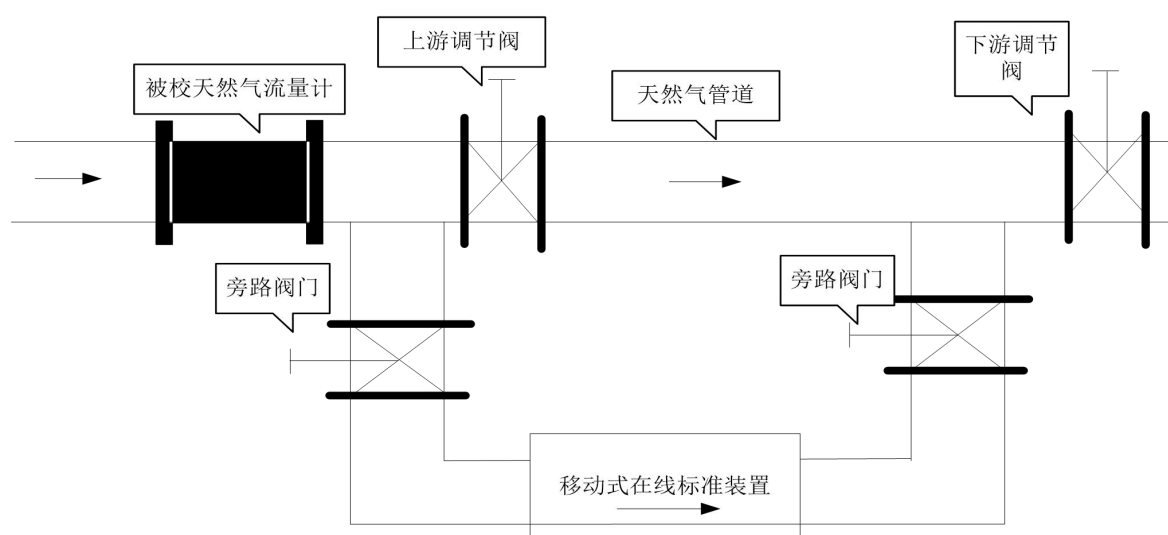 上游调节阀
下游调节
阀
被校天然气流量计
天然气管道
旁路阀门
旁路阀门
移动式在线标准装置